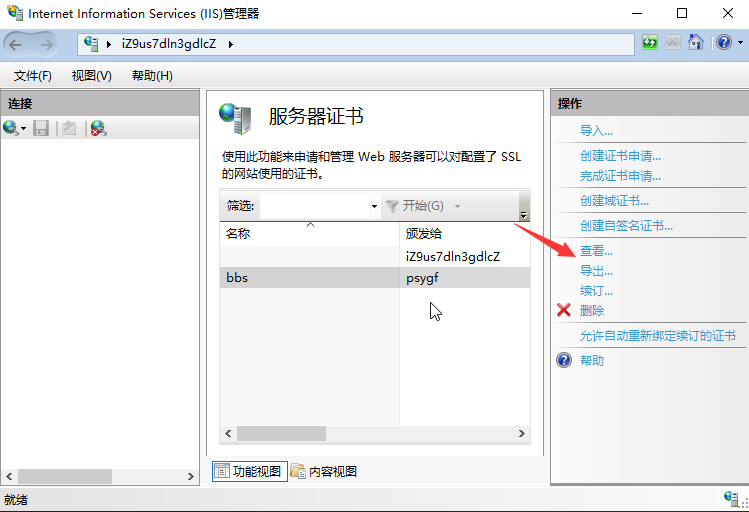 Internet Information Services (IIS)管理器
iZ9us7dln3gdlcZ
文件(F) 视图(V) 帮助(H)
连接
服务器证书
使用此功能来申请和管理 Web 服务器可以对配置了 SSL
的网站使用的证书。
筛选: 开始(G)
名称 颁发给
iZ9us7dln3gdlcZ
bbs psygf
功能视图 内容视图
操作
导入...
创建证书申请...
完成证书申请...
创建域证书...
创建自签名证书...
查看...
导出...
续订...
删除
允许自动重新绑定续订的证书
帮助
就绪